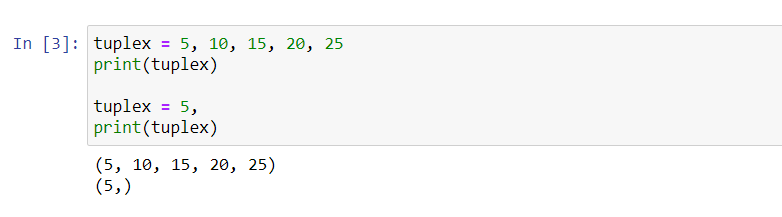 In [3]: tuplex = 5, 10, 15, 20, 25
print(tuplex)
tuplex = 5,
print(tuplex)
(5, 10, 15, 20, 25)
(5,)